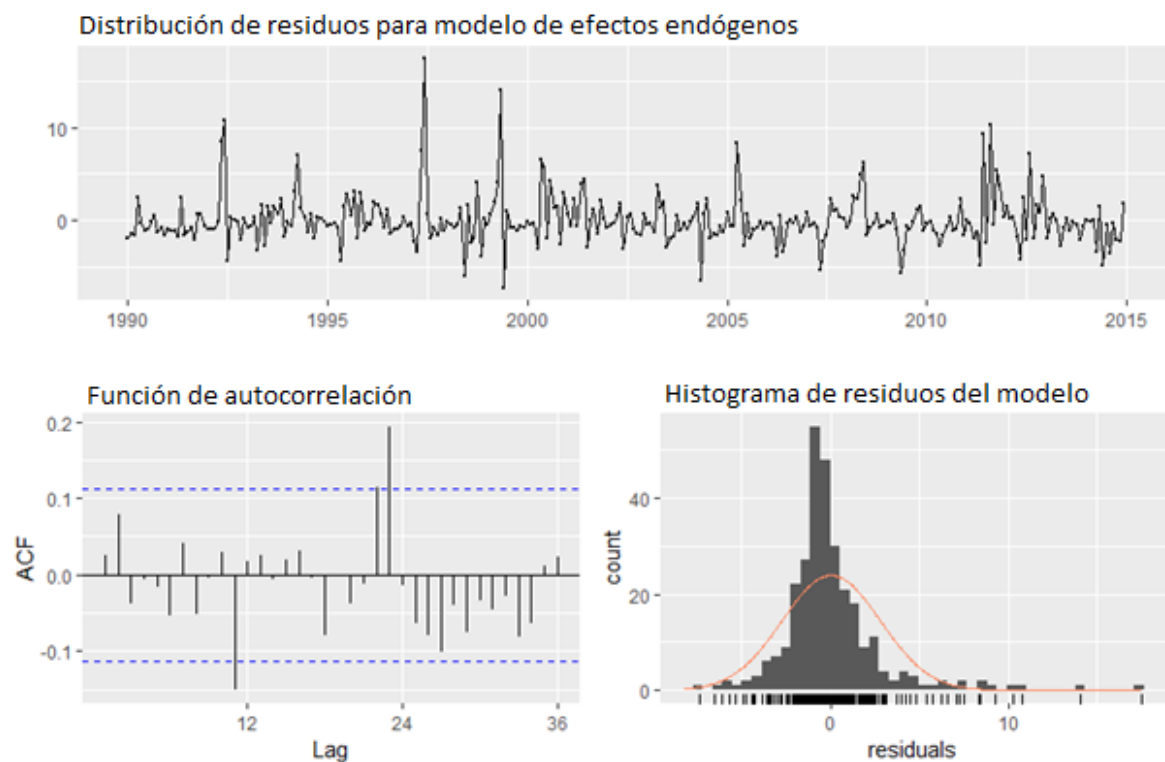 Distribución de residuos para modelo de efectos endógenos
10
0
1990 1995 2000 2005 2010 2015
Función de autocorrelación
0.2
0.1
0.0
-0.1
ACF
12 24 36
Lag
Histograma de residuos del modelo
40
20
0
count
0 10
residuals